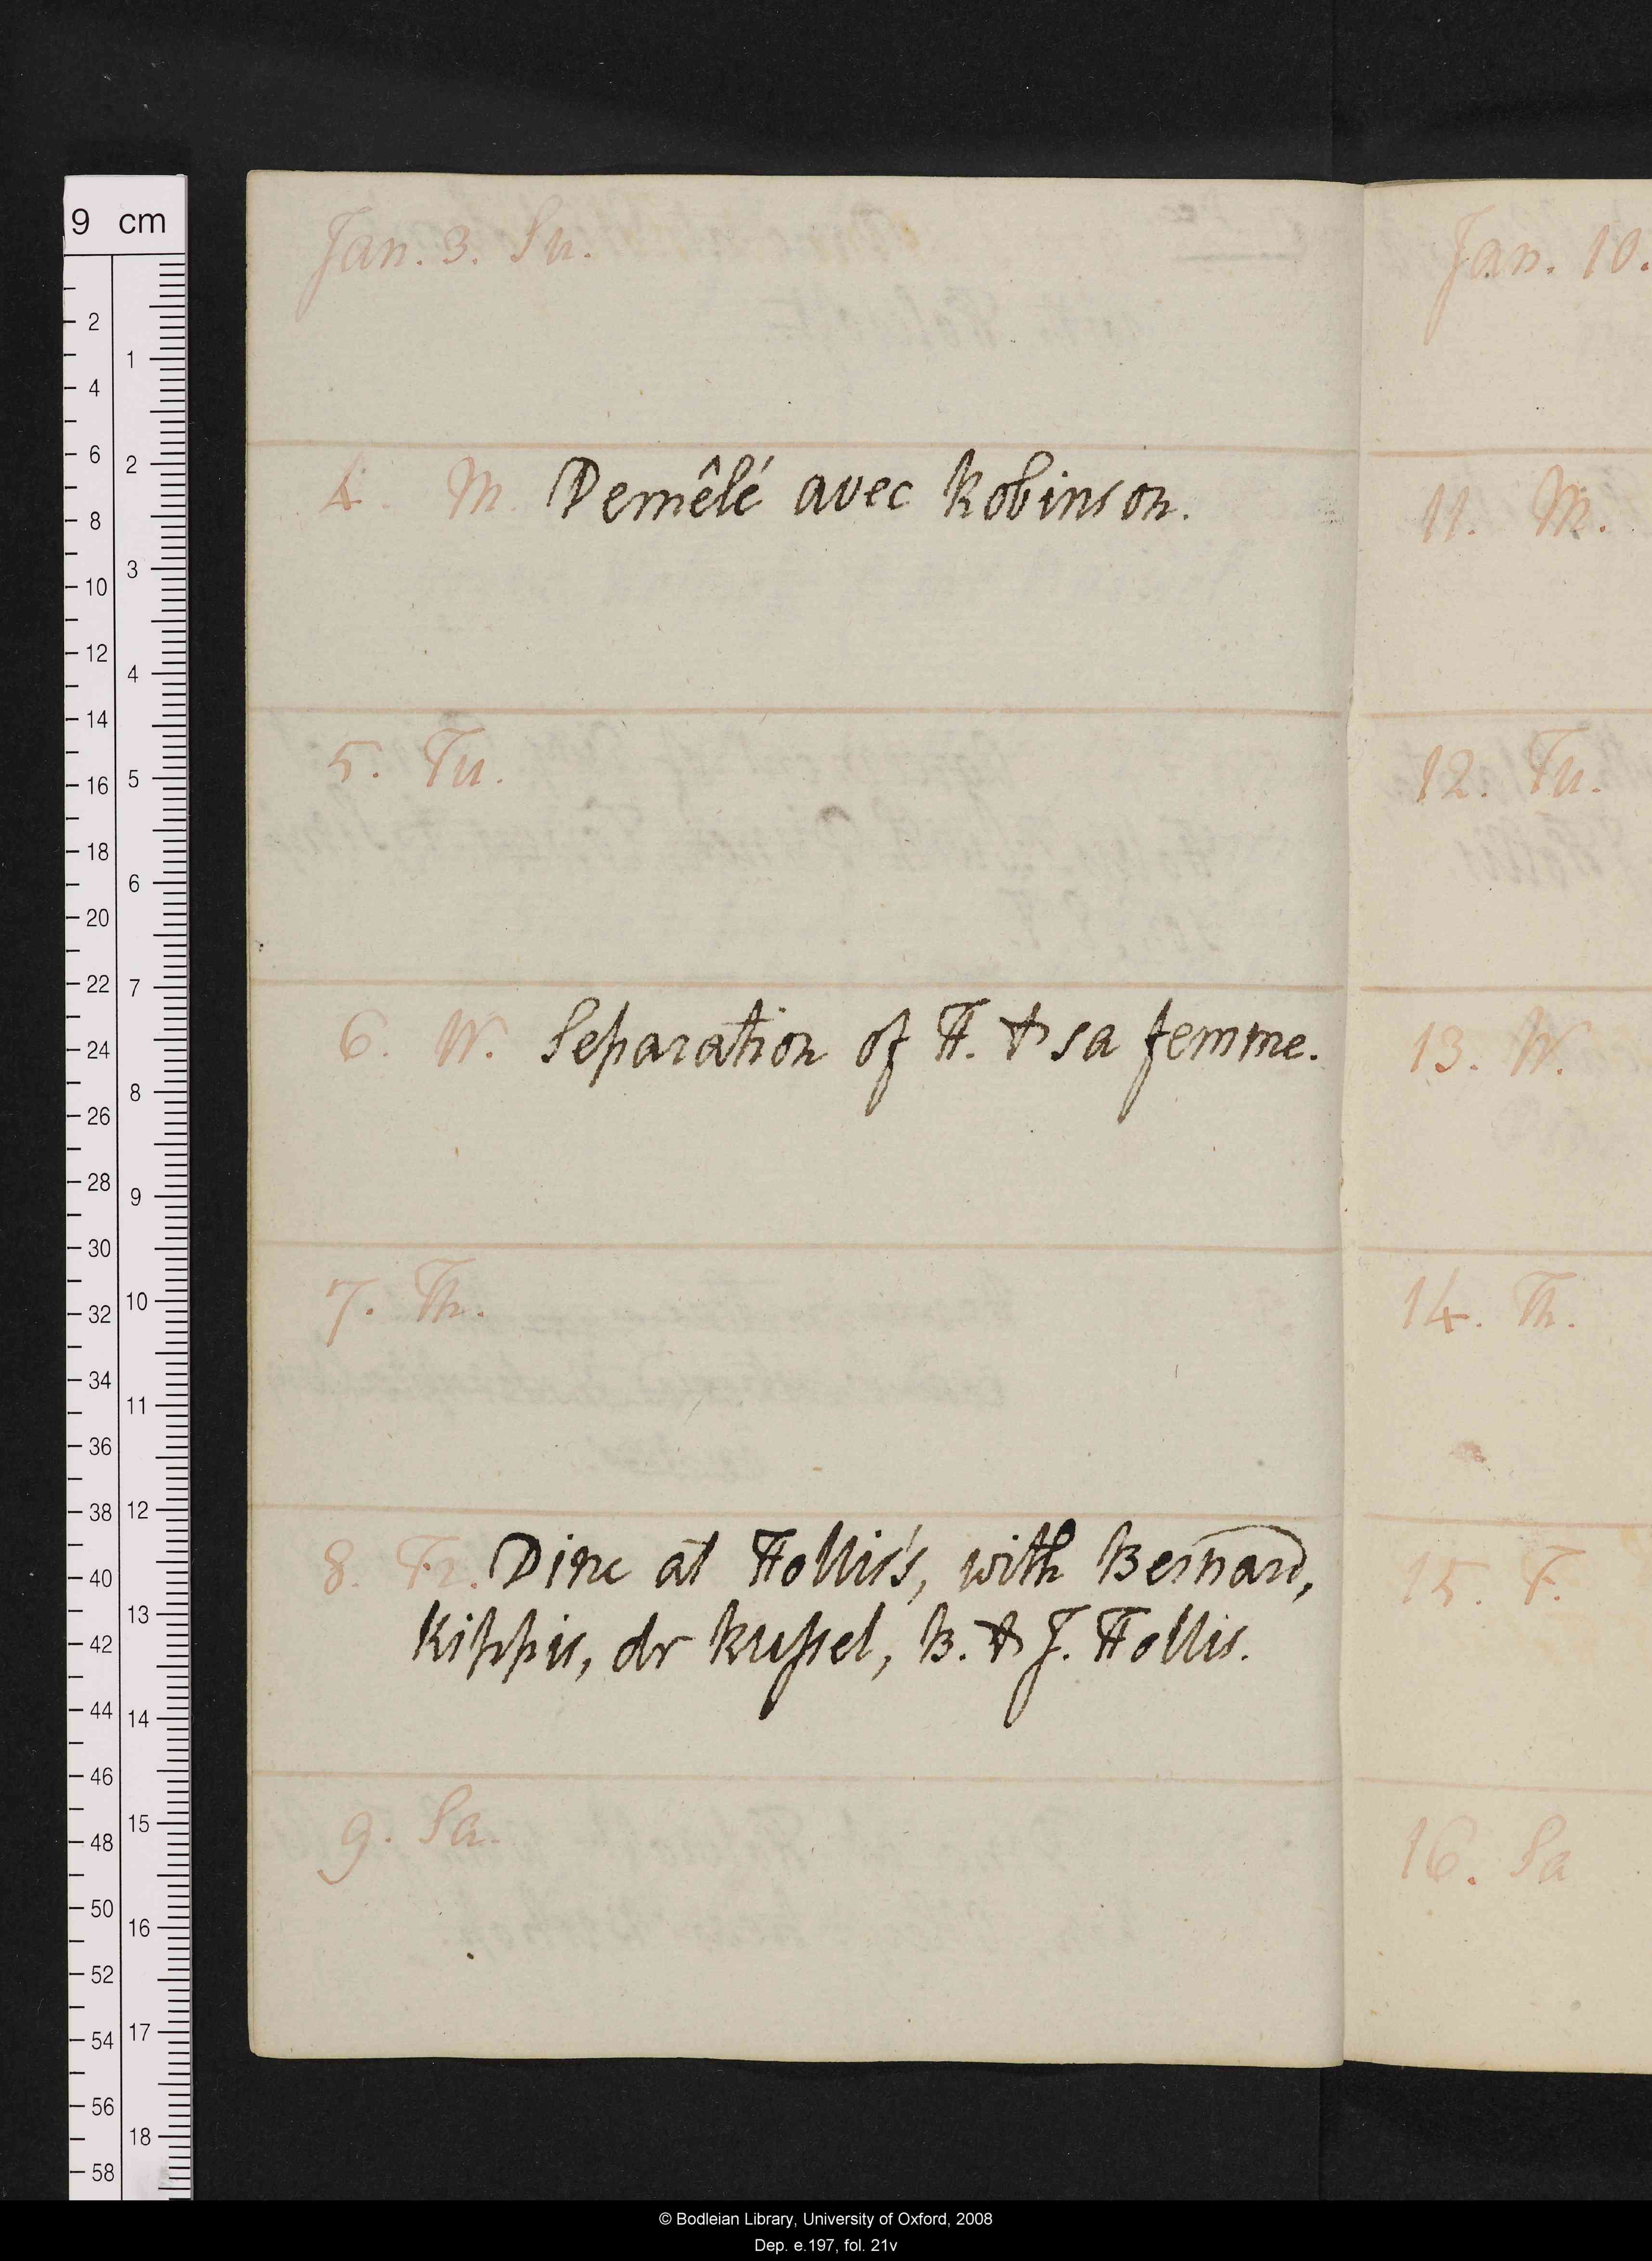 9 cm
Jan. 3. Su.
4. M. Demêlé avec Robinson.
5. Tu.
6. W. Separation of H. & sa femme.
7. Th.
8. Fr. Dine at Hollis's, with Bernard,
Kippis, dr Russel, B. & J. Hollis.
9. Sa.
Jan. 10.
11. M.
12. Tu.
13. W.
14. Th.
15. F.
16. Sa
2
4
6
8
10
12
14
16
18
20
22
24
26
28
30
32
34
36
38
40
42
44
46
48
50
52
54
56
58
1
2
3
4
5
6
7
8
9
10
11
12
13
14
15
16
17
18
© Bodleian Library, University of Oxford, 2008
Dep. e.197, fol. 21v